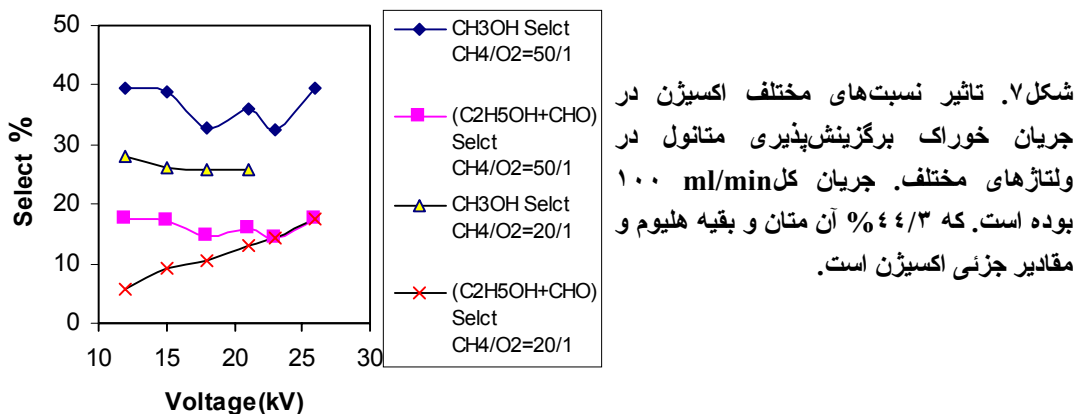 50
40
30
20
10
0
Select %
10 15 20 25 30
Voltage(kV)
CH3OH Selct
CH4/O2=50/1
(C2H5OH+CHO)
Selct
CH4/O2=50/1
CH3OH Selct
CH4/O2=20/1
(C2H5OH+CHO)
Selct
CH4/O2=20/1
شکل۷. تاثیر نسبت‌های مختلف اکسیژن در
جریان خوراک برگزینش‌پذیری متانول در
ولتاژهای مختلف. جریان کلml/min ۱۰۰
بوده است. که ۴۴/۳% آن متان و بقیه هلیوم و
مقادیر جزئی اکسیژن است.